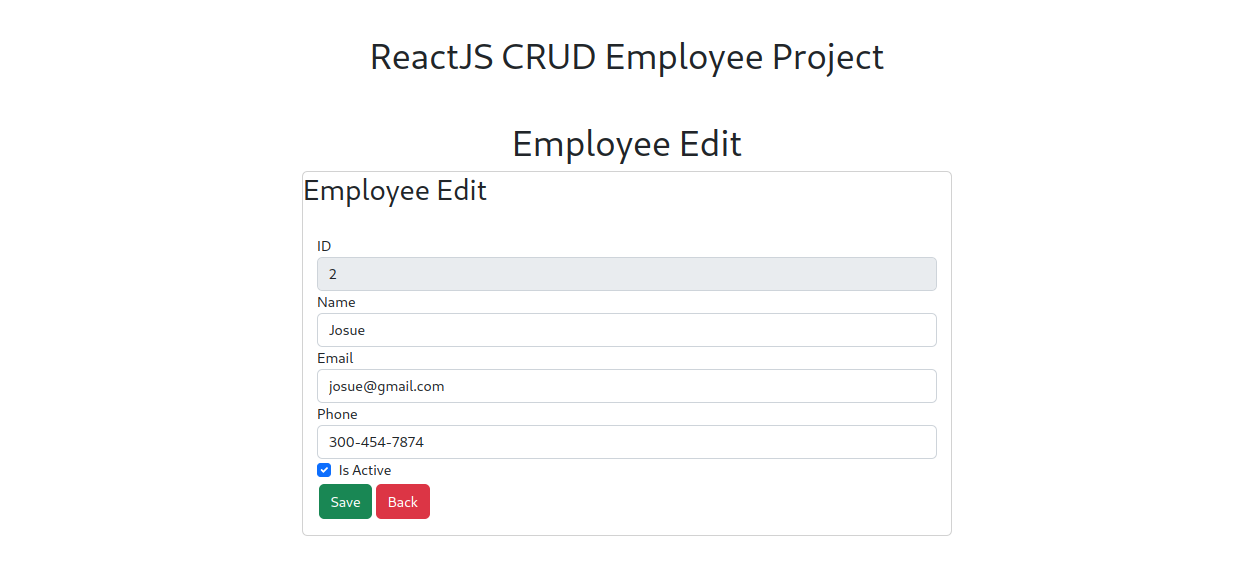 ReactJS CRUD Employee Project
Employee Edit
Employee Edit
ID
2
Name
Josue
Email
josue@gmail.com
Phone
300-454-7874
Is Active
Save Back